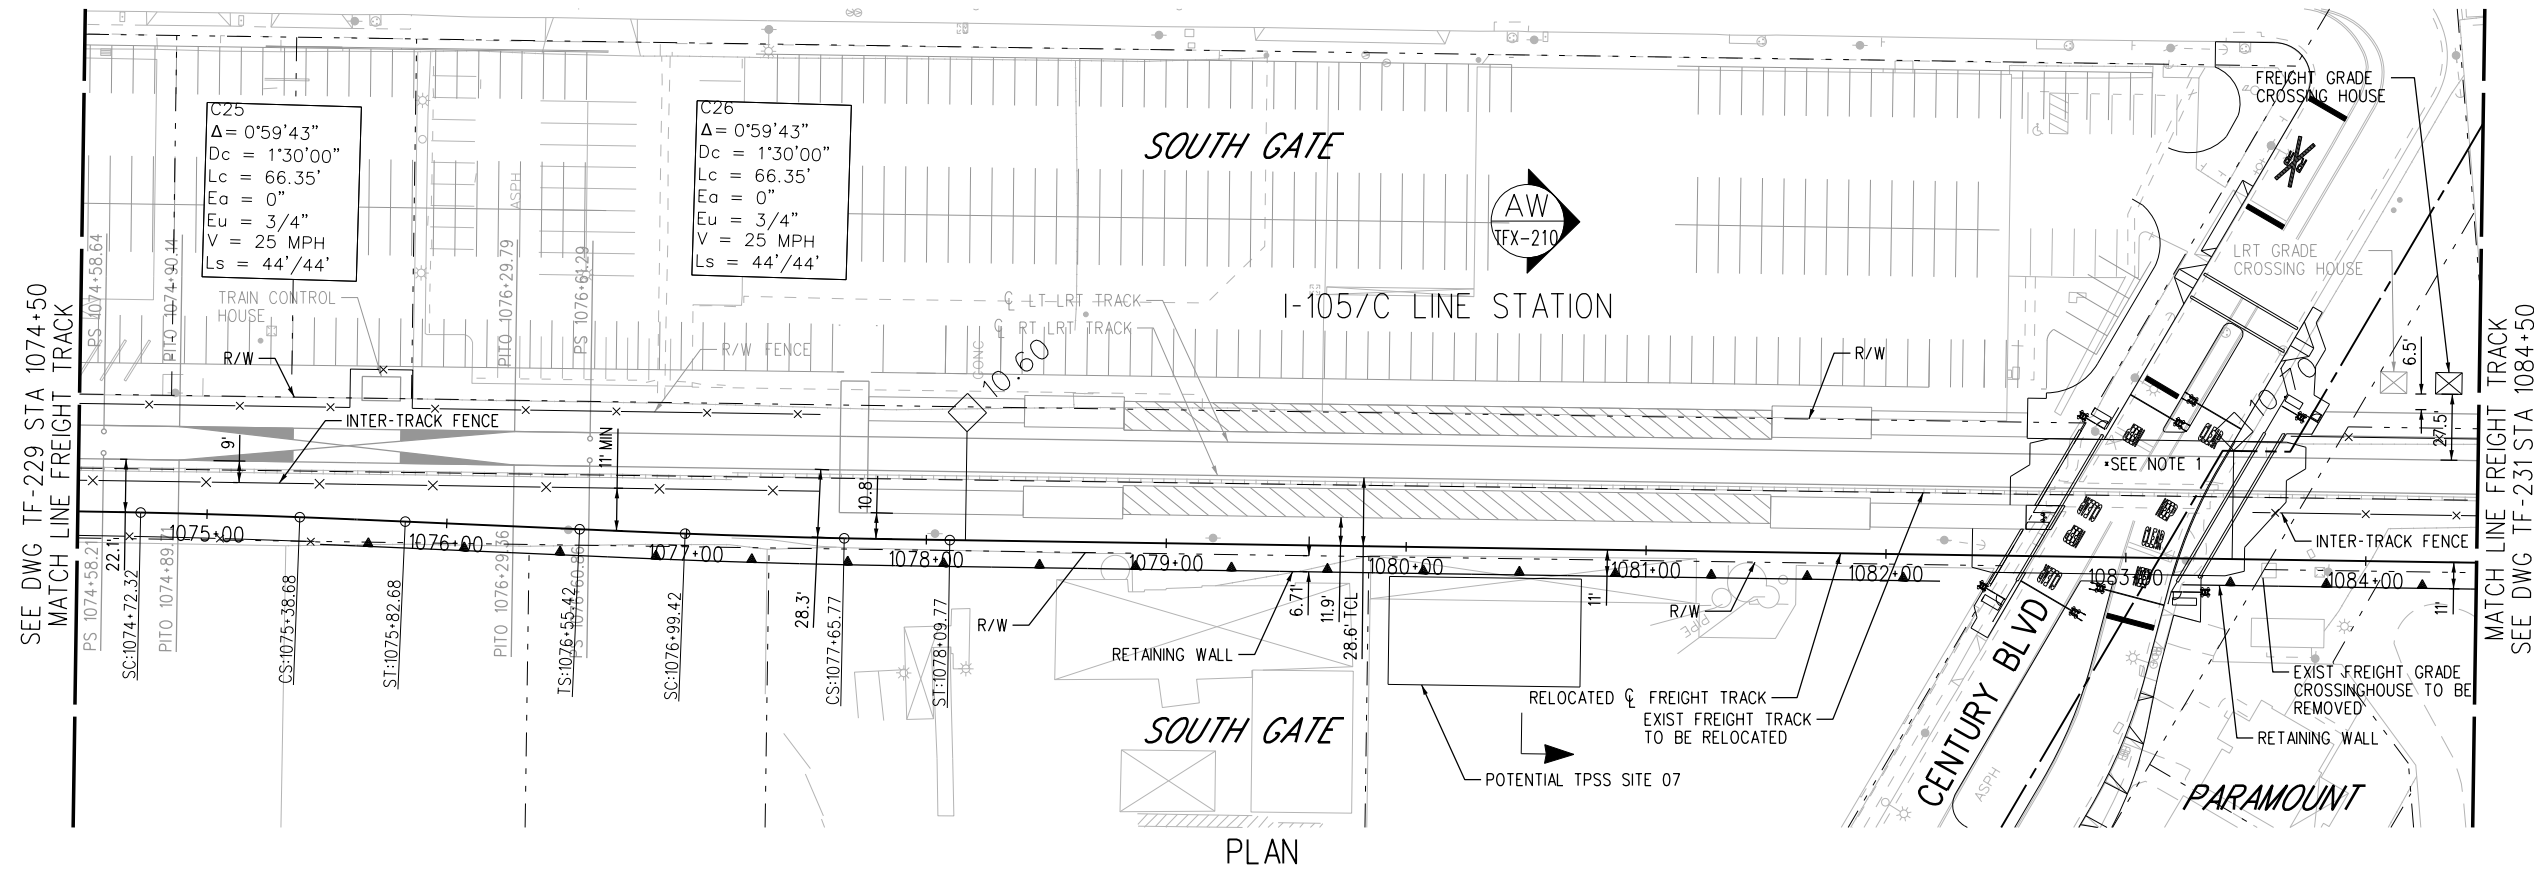 SEE DWG TF-229 STA 1074+50
MATCH LINE FREIGHT TRACK
C25
Δ= 0°59'43"
Dc = 1°30'00"
Lc = 66.35'
Ea = 0"
Eu = 3/4"
V = 25 MPH
Ls = 44'/44'
C26
Δ= 0°59'43"
Dc = 1°30'00"
Lc = 66.35'
Ea = 0"
Eu = 3/4"
V = 25 MPH
Ls = 44'/44'
SOUTH GATE
AW
TFX-210
I-105/C LINE STATION
FREIGHT GRADE
CROSSING HOUSE
LRT GRADE
CROSSING HOUSE
PS 1074+58.64
PITO 1074+90.14
PITO 1076+29.79
PS 1076+61.29
ASPH
TRAIN CONTROL
HOUSE
R/W
INTER-TRACK FENCE
R/W FENCE
℄ LT LRT TRACK
℄ RT LRT TRACK
CONC
10.60
R/W
6.5'
27.5'
9'
11' MIN
10.8'
*SEE NOTE 1
INTER-TRACK FENCE
1075+00
1076+00
1077+00
1078+00
1079+00
1080+00
1081+00
1082+00
1083+00
1084+00
PS 1074+58.21
22.1'
SC:1074+72.32
PITO 1074+89.71
CS:1075+38.68
ST:1075+82.68
PITO 1076+29.36
TS:1076+55.42
SC:1076+99.42
28.3'
CS:1077+65.77
ST:1078+09.77
R/W
RETAINING WALL
6.71'
11.9'
28.6' TCL
11'
R/W
PIPE
11'
RELOCATED ℄ FREIGHT TRACK
EXIST FREIGHT TRACK
TO BE RELOCATED
POTENTIAL TPSS SITE 07
SOUTH GATE
CENTURY BLVD
ASPH
EXIST FREIGHT GRADE
CROSSINGHOUSE TO BE
REMOVED
RETAINING WALL
PARAMOUNT
MATCH LINE FREIGHT TRACK
SEE DWG TF-231 STA 1084+50
PLAN